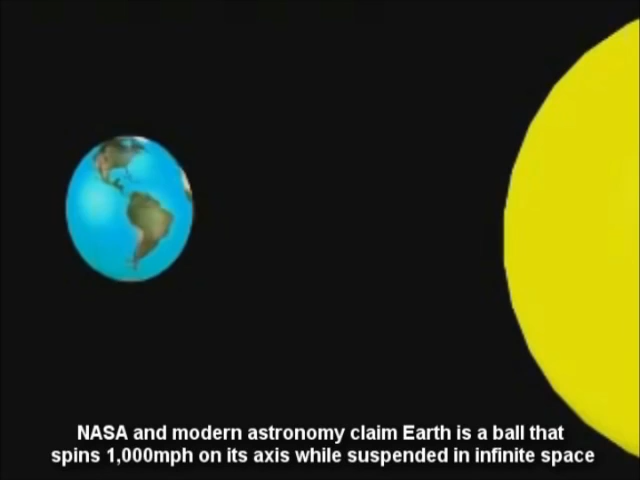 NASA and modern astronomy claim Earth is a ball that
spins 1,000mph on its axis while suspended in infinite space